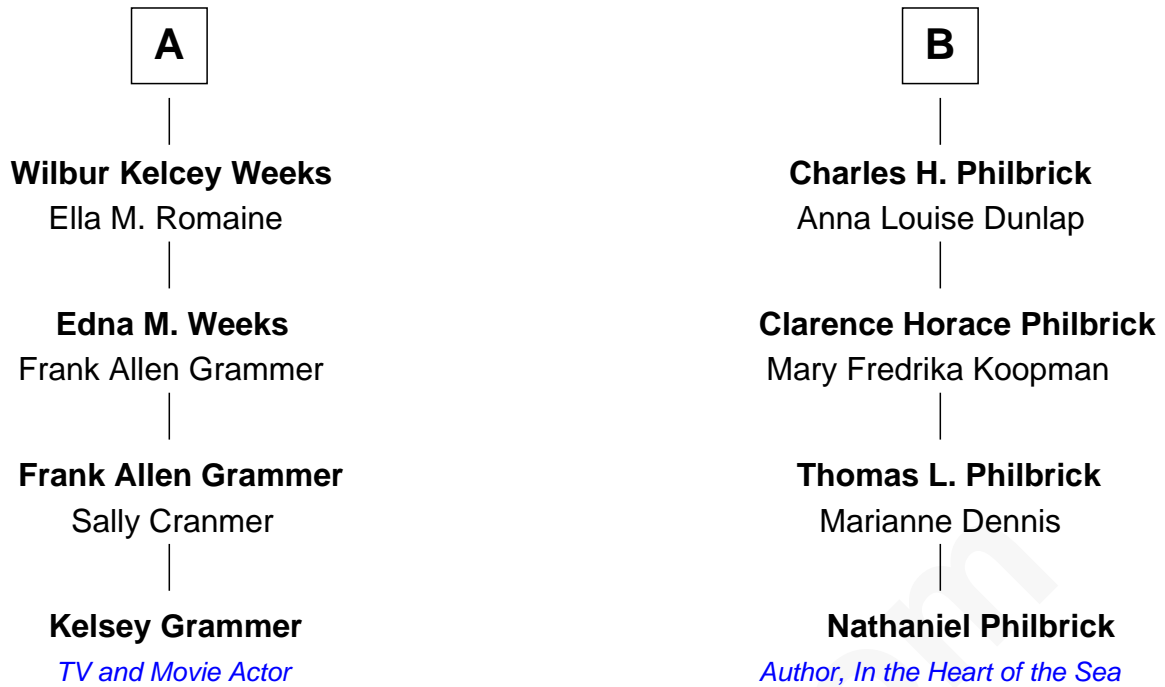 A
B
Wilbur Kelcey Weeks
Ella M. Romaine
Charles H. Philbrick
Anna Louise Dunlap
Edna M. Weeks
Frank Allen Grammer
Clarence Horace Philbrick
Mary Fredrika Koopman
Frank Allen Grammer
Sally Cranmer
Thomas L. Philbrick
Marianne Dennis
Kelsey Grammer
TV and Movie Actor
Nathaniel Philbrick
Author, In the Heart of the Sea